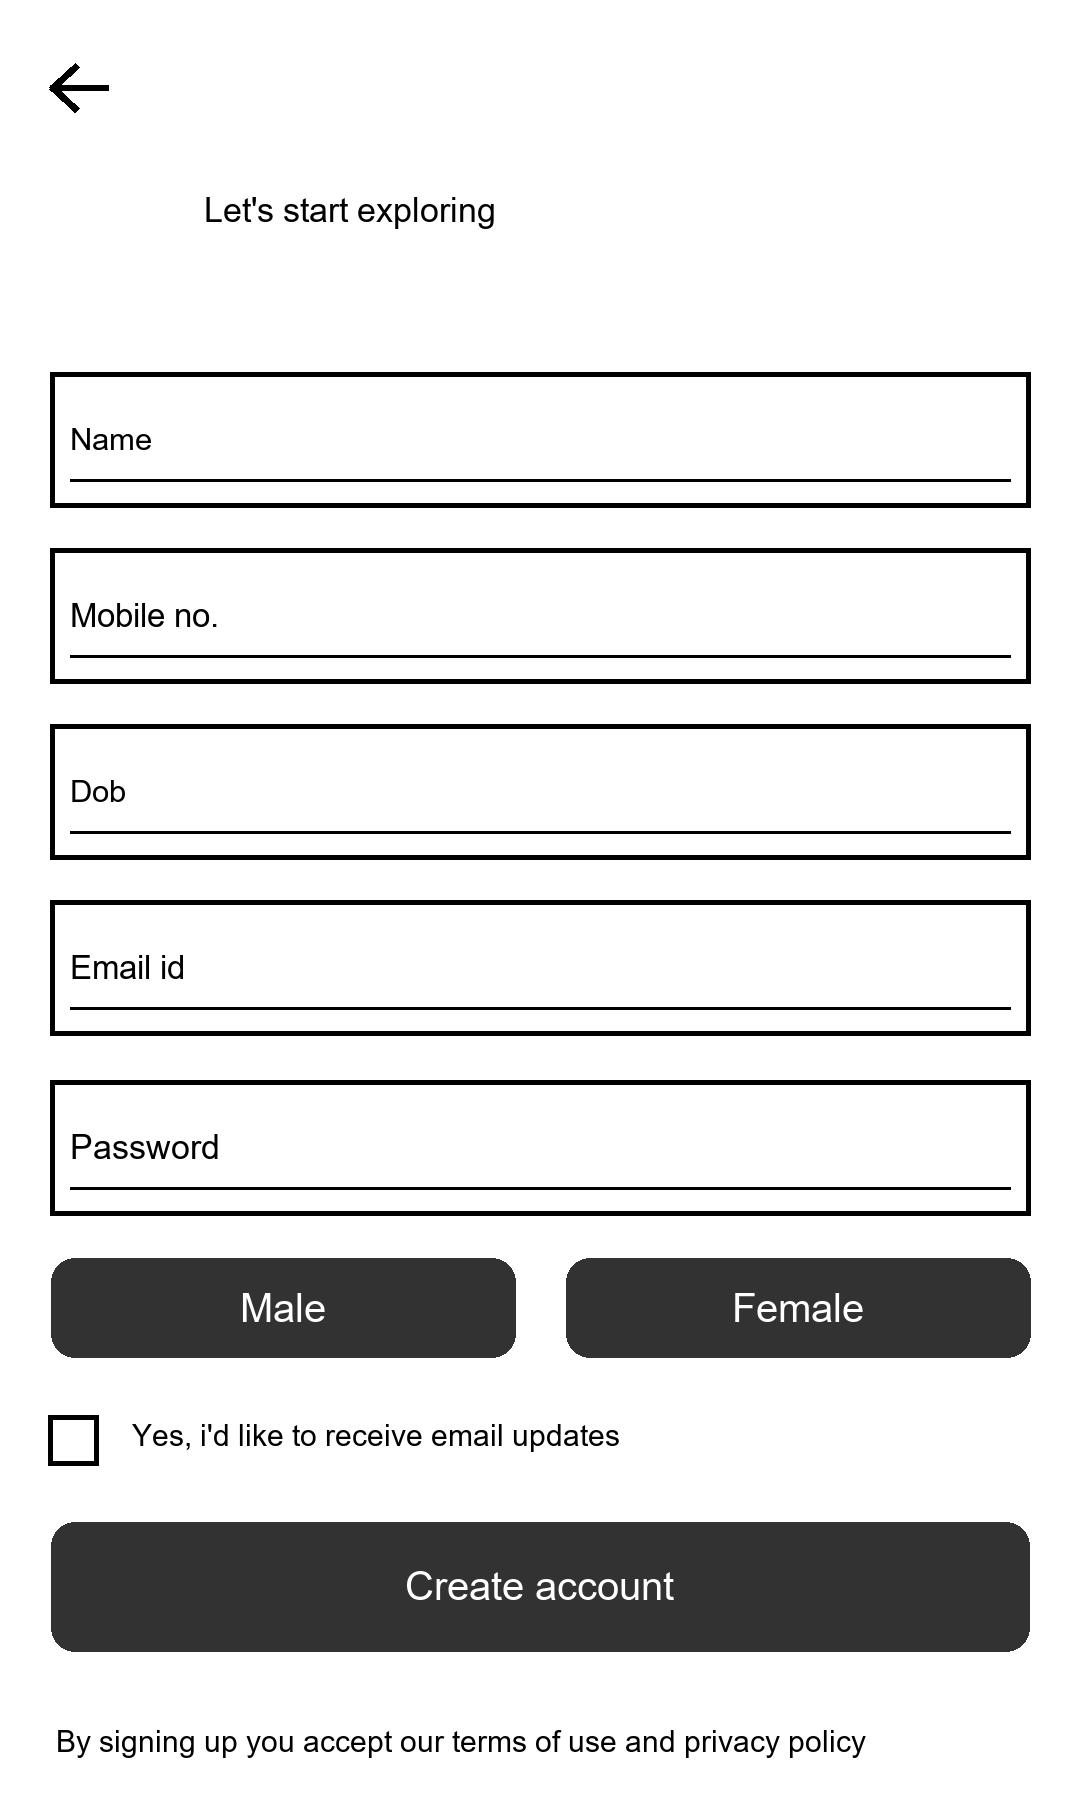 Let's start exploring
Name
Mobile no.
Dob
Email id
Password
Male
Female
Yes, i'd like to receive email updates
Create account
By signing up you accept our terms of use and privacy policy